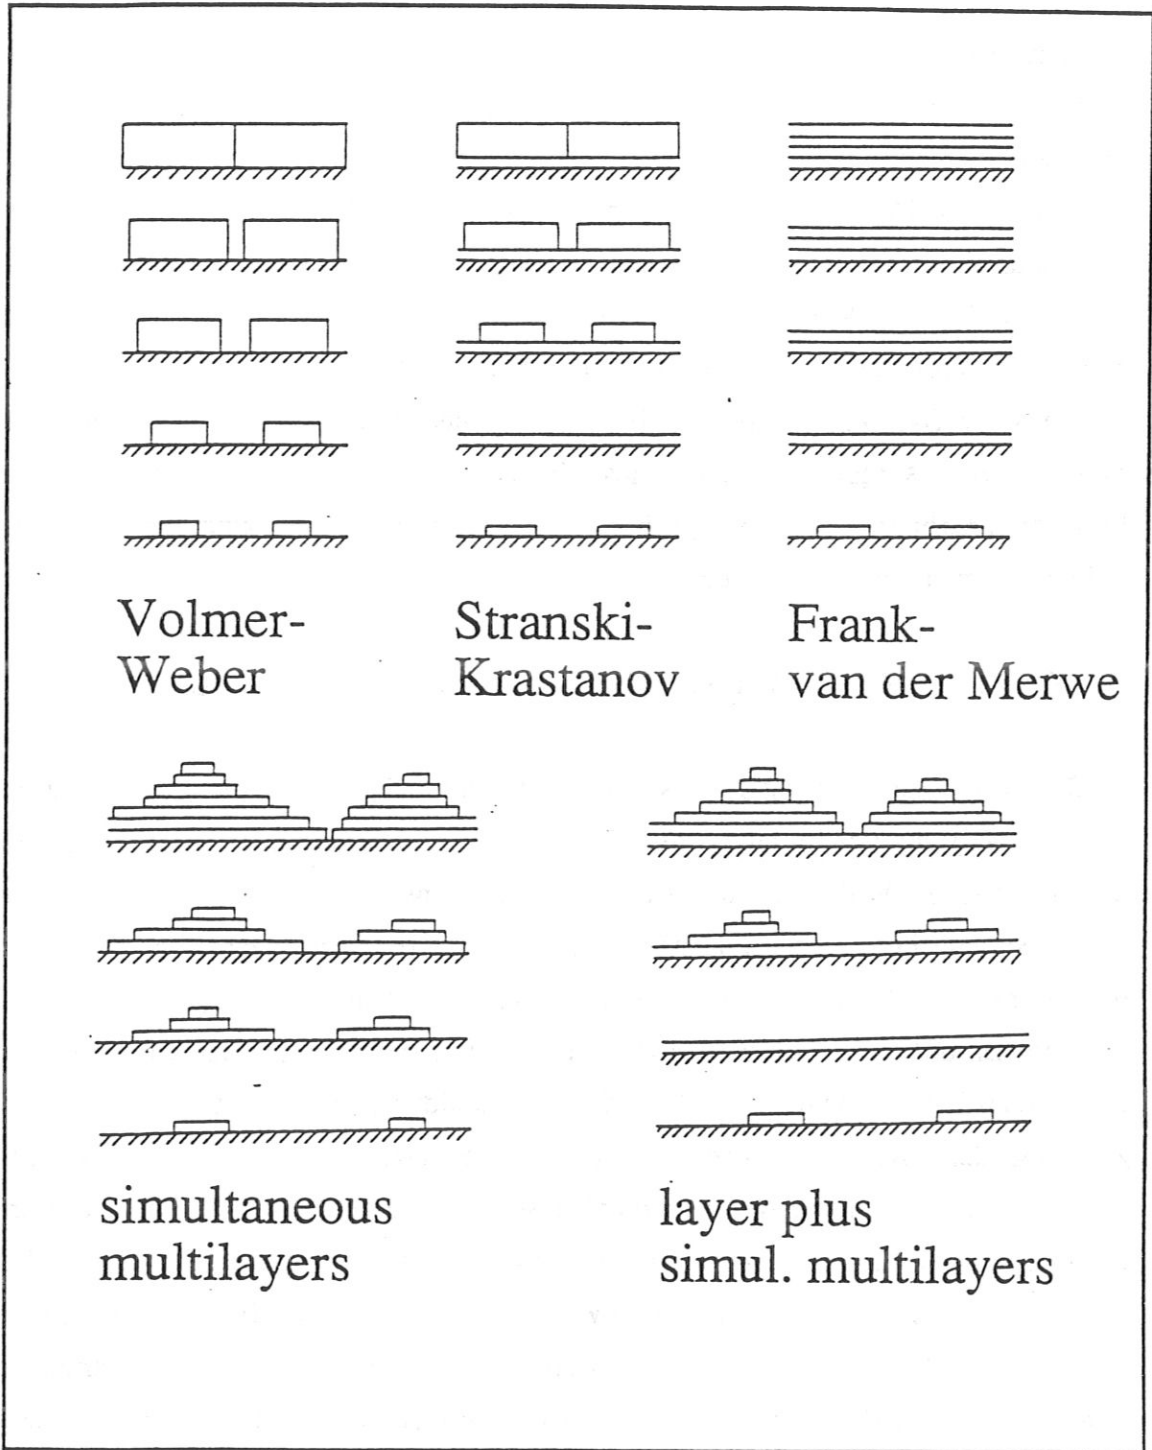 Volmer-
Weber
Stranski-
Krastanov
Frank-
van der Merwe
simultaneous
multilayers
layer plus
simul. multilayers